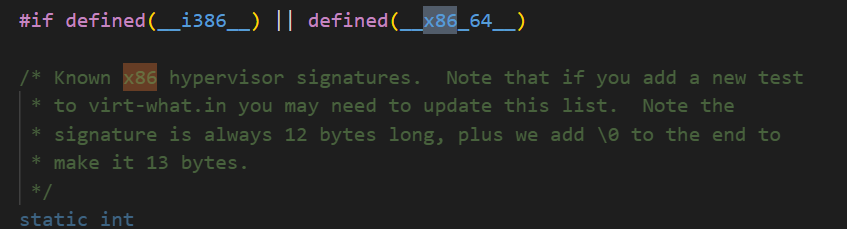 #if defined(__i386__) || defined(__x86_64__)
/* Known x86 hypervisor signatures.  Note that if you add a new test
 * to virt-what.in you may need to update this list.  Note the
 * signature is always 12 bytes long, plus we add \0 to the end to
 * make it 13 bytes.
 */
static int